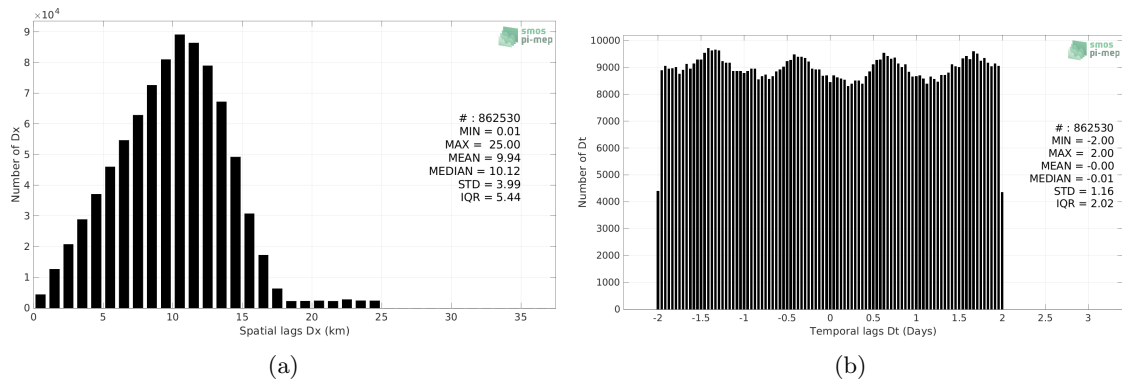 ×10⁴
9
8
7
6
5
4
3
2
1
0
Number of Dx
0 5 10 15 20 25 30 35
Spatial lags Dx (km)
smos
pi-mep
# : 862530
MIN = 0.01
MAX = 25.00
MEAN = 9.94
MEDIAN = 10.12
STD = 3.99
IQR = 5.44
(a)
10000
9000
8000
7000
6000
5000
4000
3000
2000
1000
0
Number of Dt
-2 -1.5 -1 -0.5 0 0.5 1 1.5 2 2.5 3
Temporal lags Dt (Days)
smos
pi-mep
# : 862530
MIN = -2.00
MAX = 2.00
MEAN = -0.00
MEDIAN = -0.01
STD = 1.16
IQR = 2.02
(b)